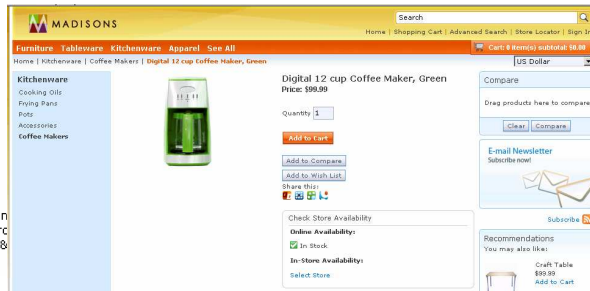 MADISONS
Search
Home | Shopping Cart | Advanced Search | Store Locator | Sign In
Furniture Tableware Kitchenware Apparel See All
Cart: 0 item(s) subtotal: $0.00
Home | Kitchenware | Coffee Makers | Digital 12 cup Coffee Maker, Green
US Dollar
Kitchenware
Cooking Oils
Frying Pans
Pots
Accessories
Coffee Makers
Digital 12 cup Coffee Maker, Green
Price: $99.99
Quantity 1
Add to Cart
Add to Compare
Add to Wish List
Share this:
Check Store Availability
Online Availability:
In Stock
In-Store Availability:
Select Store
Compare
Drag products here to compare
Clear Compare
E-mail Newsletter
Subscribe now!
Subscribe
Recommendations
You may also like:
Craft Table
$99.99
Add to Cart